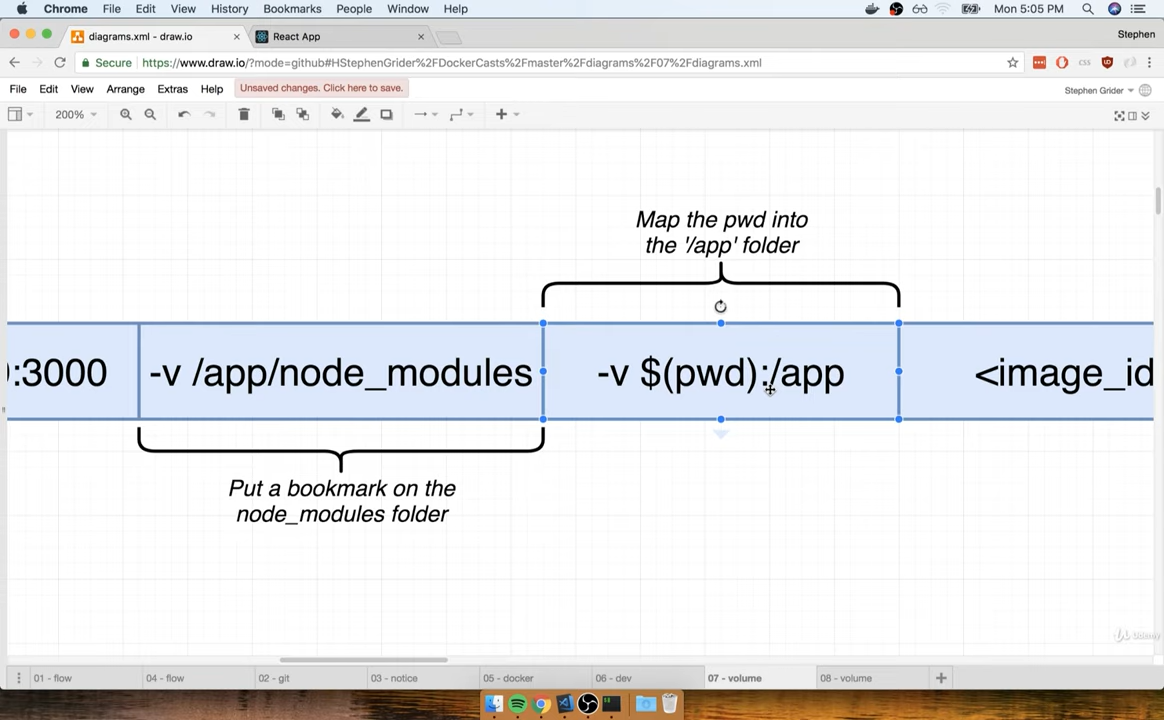 Chrome File Edit View History Bookmarks People Window Help Mon 5:05 PM
diagrams.xml - draw.io × React App × Stephen
Secure https://www.draw.io/?mode=github#HStephenGrider%2FDockerCasts%2Fmaster%2Fdiagrams%2F07%2Fdiagrams.xml
File Edit View Arrange Extras Help Unsaved changes. Click here to save. Stephen Grider
200%
Map the pwd into
the '/app' folder
:3000 -v /app/node_modules -v $(pwd):/app <image_id
Put a bookmark on the
node_modules folder
Udemy
01 - flow 04 - flow 02 - git 03 - notice 05 - docker 06 - dev 07 - volume 08 - volume